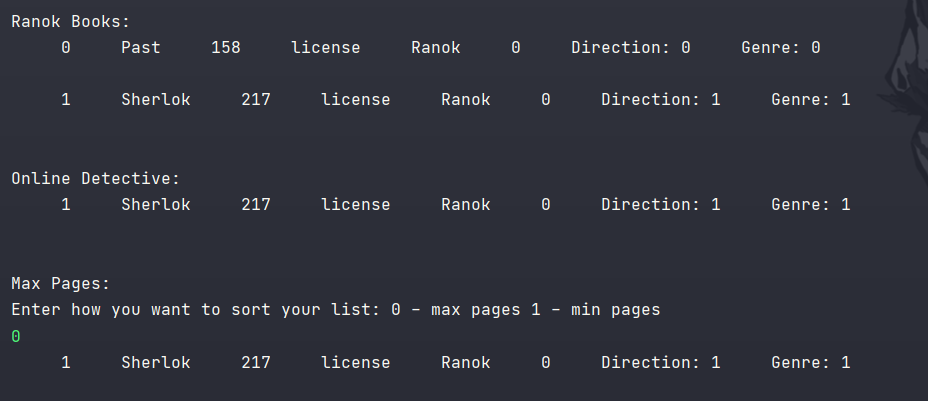 Ranok Books:
0 Past 158 license Ranok 0 Direction: 0 Genre: 0
1 Sherlok 217 license Ranok 0 Direction: 1 Genre: 1
Online Detective:
1 Sherlok 217 license Ranok 0 Direction: 1 Genre: 1
Max Pages:
Enter how you want to sort your list: 0 – max pages 1 – min pages
0
1 Sherlok 217 license Ranok 0 Direction: 1 Genre: 1